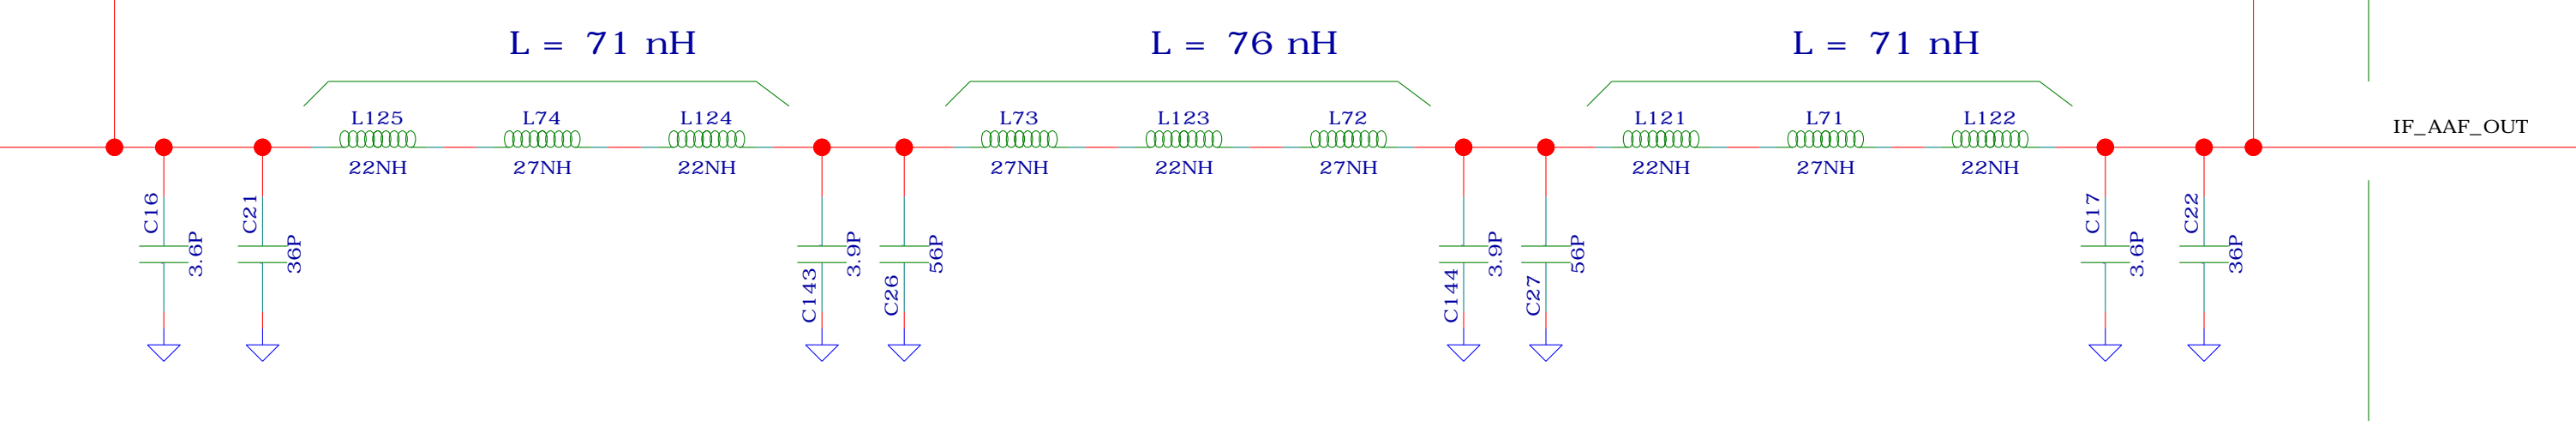 L = 71 nH
L = 76 nH
L = 71 nH
L125
L74
L124
L73
L123
L72
L121
L71
L122
IF_AAF_OUT
22NH
27NH
22NH
27NH
22NH
27NH
22NH
27NH
22NH
C16
3.6P
C21
36P
C143
3.9P
C26
56P
C144
3.9P
C27
56P
C17
3.6P
C22
36P